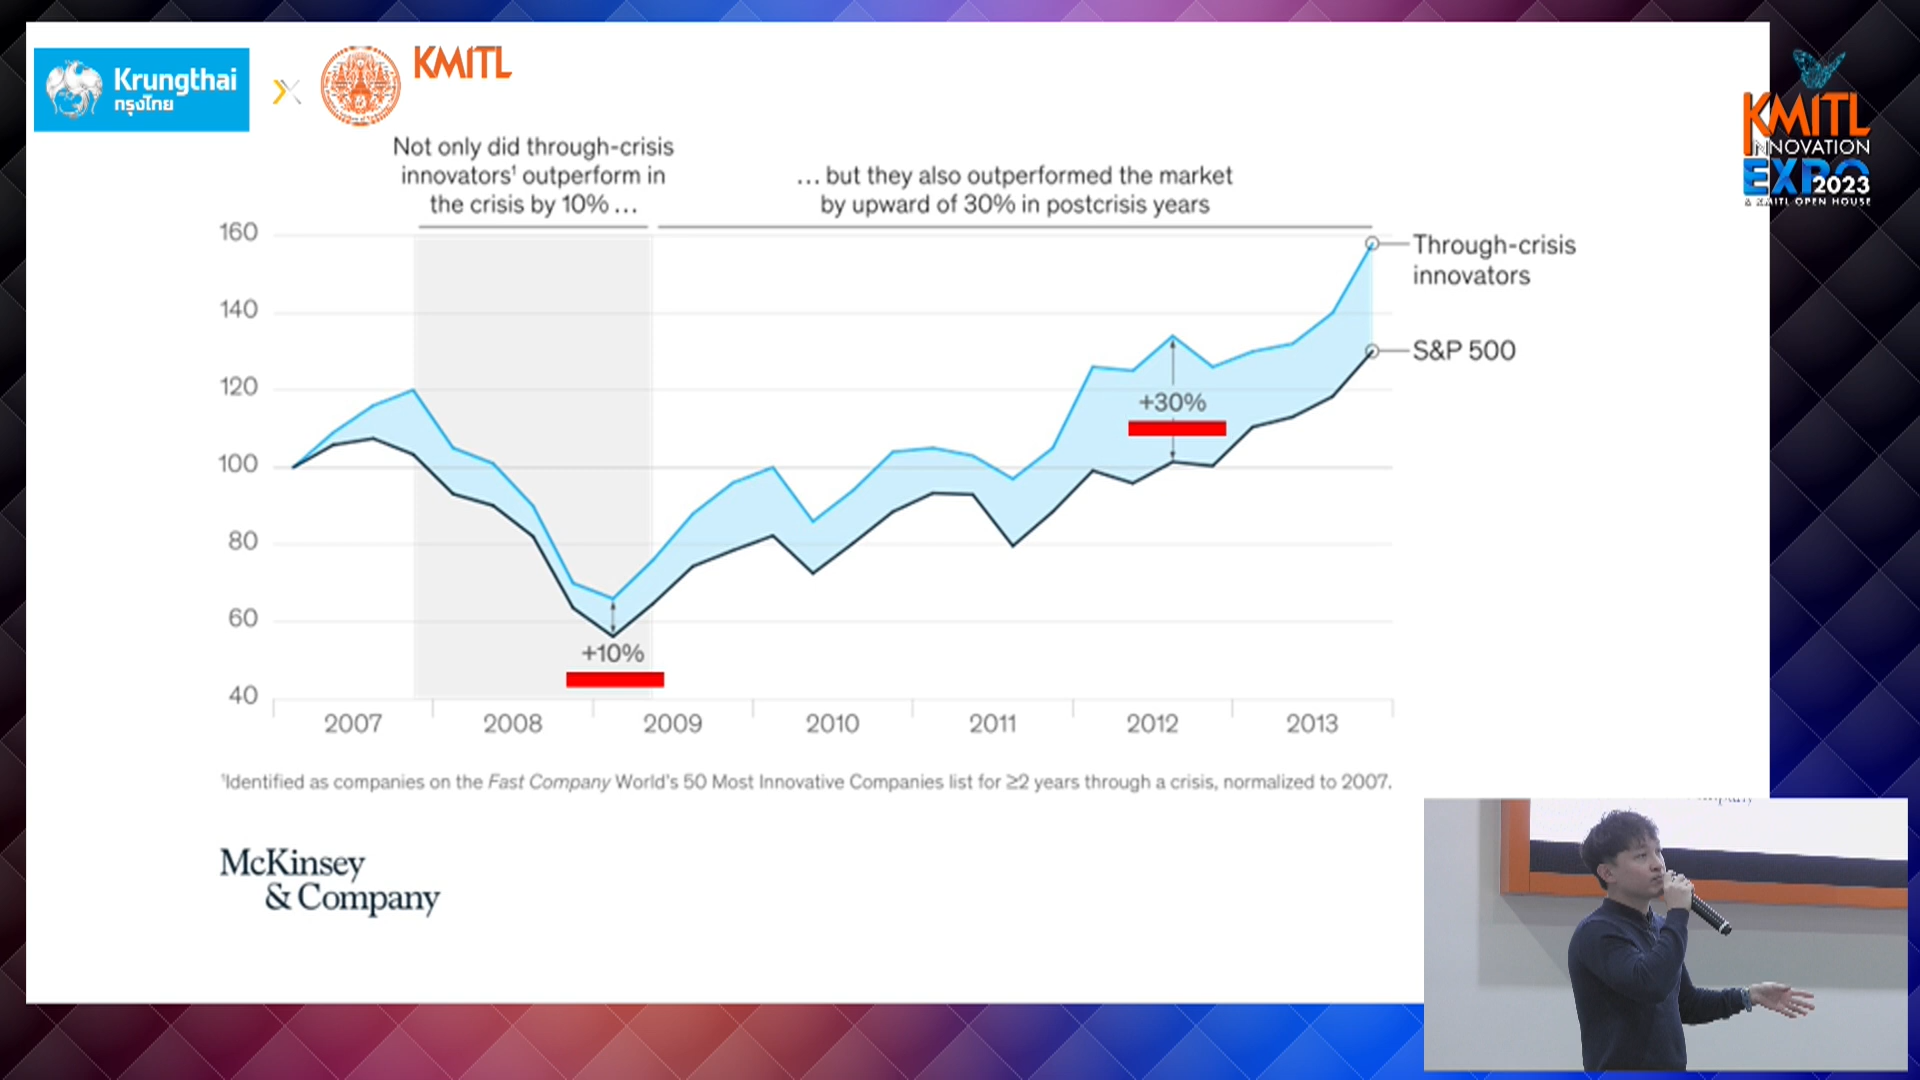 Krungthai
กรุงไทย
KMITL
KMITL
INNOVATION
EXPO 2023
& KMITL OPEN HOUSE
Not only did through-crisis
innovators¹ outperform in
the crisis by 10% ...
... but they also outperformed the market
by upward of 30% in postcrisis years
160
140
120
100
80
60
40
Through-crisis
innovators
S&P 500
+30%
+10%
2007 2008 2009 2010 2011 2012 2013
¹Identified as companies on the Fast Company World's 50 Most Innovative Companies list for ≥2 years through a crisis, normalized to 2007.
McKinsey
& Company